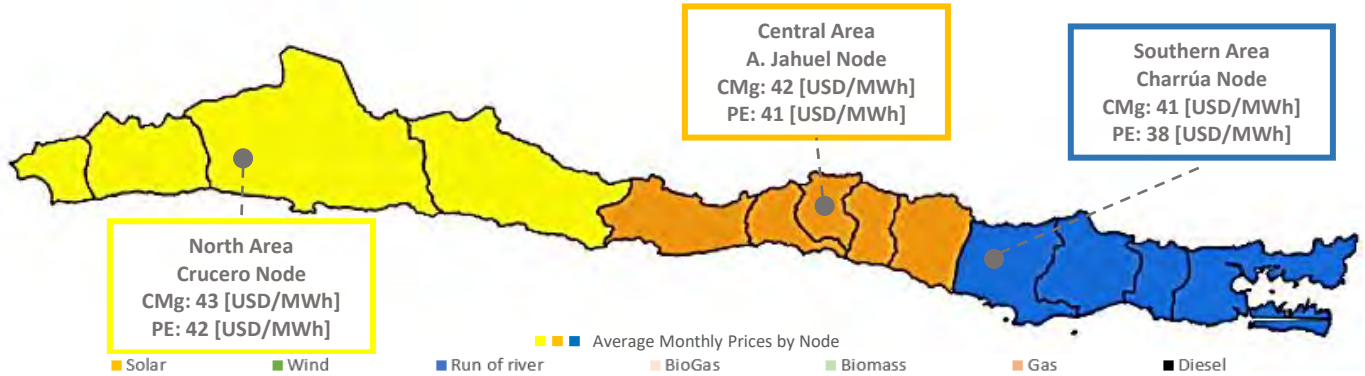 Central Area
A. Jahuel Node
CMg: 42 [USD/MWh]
PE: 41 [USD/MWh]
Southern Area
Charrúa Node
CMg: 41 [USD/MWh]
PE: 38 [USD/MWh]
North Area
Crucero Node
CMg: 43 [USD/MWh]
PE: 42 [USD/MWh]
Average Monthly Prices by Node
Solar Wind Run of river BioGas Biomass Gas Diesel